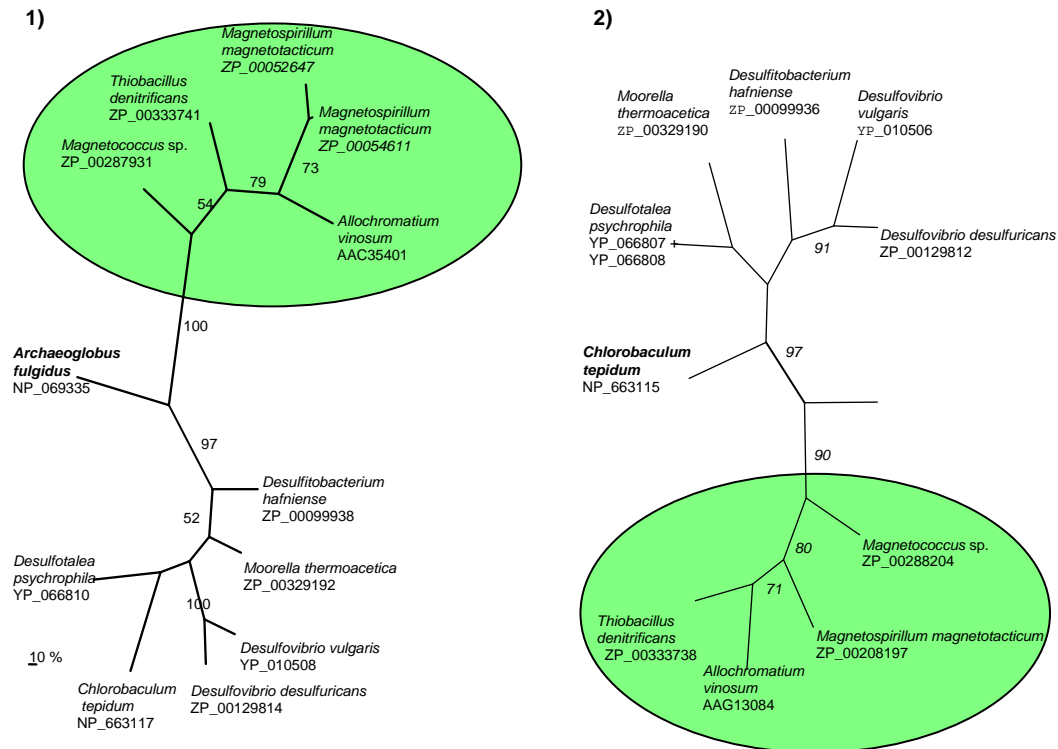 1)
Magnetospirillum
magnetotacticum
ZP_00052647
Thiobacillus
denitrificans
ZP_00333741
Magnetospirillum
magnetotacticum
ZP_00054611
Magnetococcus sp.
ZP_00287931
73
79
54
Allochromatium
vinosum
AAC35401
100
Archaeoglobus
fulgidus
NP_069335
97
Desulfitobacterium
hafniense
ZP_00099938
52
Desulfotalea
psychrophila
YP_066810
Moorella thermoacetica
ZP_00329192
100
Desulfovibrio vulgaris
YP_010508
10 %
Chlorobaculum
tepidum
NP_663117
Desulfovibrio desulfuricans
ZP_00129814
2)
Desulfitobacterium
hafniense
ZP_00099936
Moorella
thermoacetica
ZP_00329190
Desulfovibrio
vulgaris
YP_010506
Desulfotalea
psychrophila
YP_066807 +
YP_066808
91
Desulfovibrio desulfuricans
ZP_00129812
Chlorobaculum
tepidum
NP_663115
97
90
Magnetococcus sp.
ZP_00288204
80
71
Thiobacillus
denitrificans
ZP_00333738
Magnetospirillum magnetotacticum
ZP_00208197
Allochromatium
vinosum
AAG13084